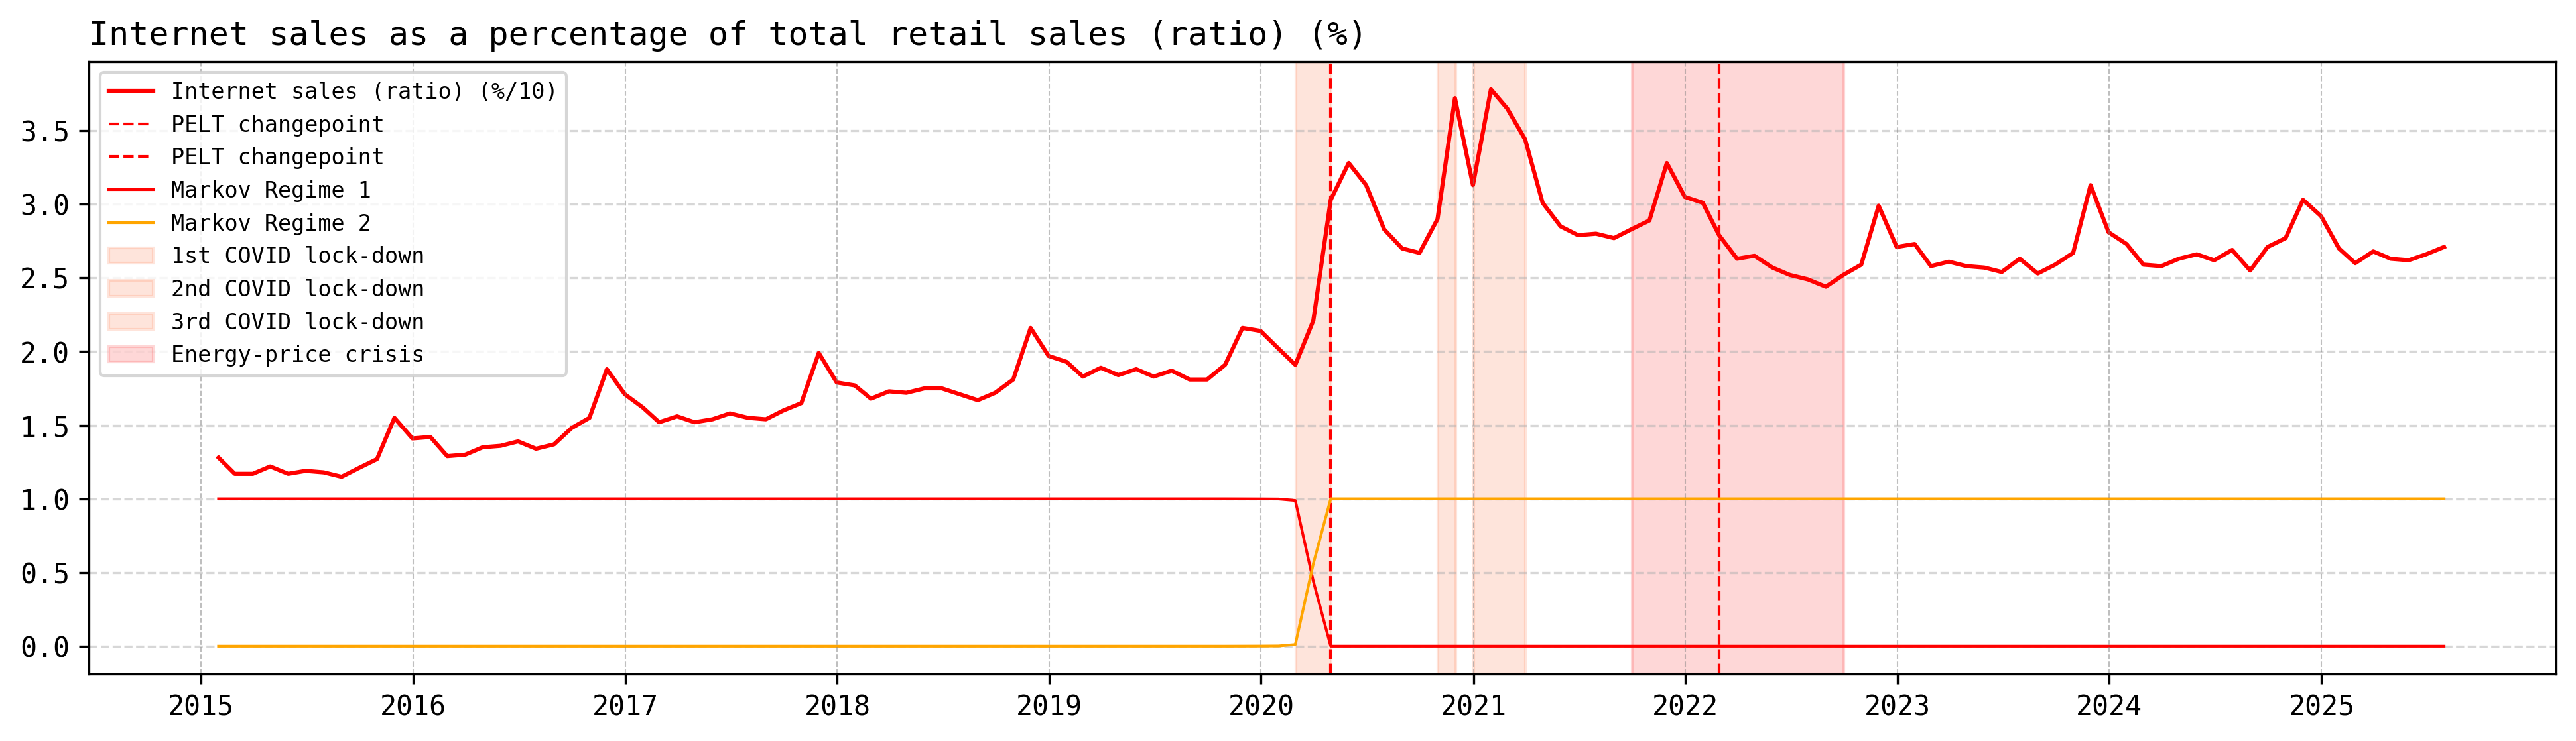 Internet sales as a percentage of total retail sales (ratio) (%)
Internet sales (ratio) (%/10)
PELT changepoint
PELT changepoint
Markov Regime 1
Markov Regime 2
1st COVID lock-down
2nd COVID lock-down
3rd COVID lock-down
Energy-price crisis
3.5
3.0
2.5
2.0
1.5
1.0
0.5
0.0
2015 2016 2017 2018 2019 2020 2021 2022 2023 2024 2025